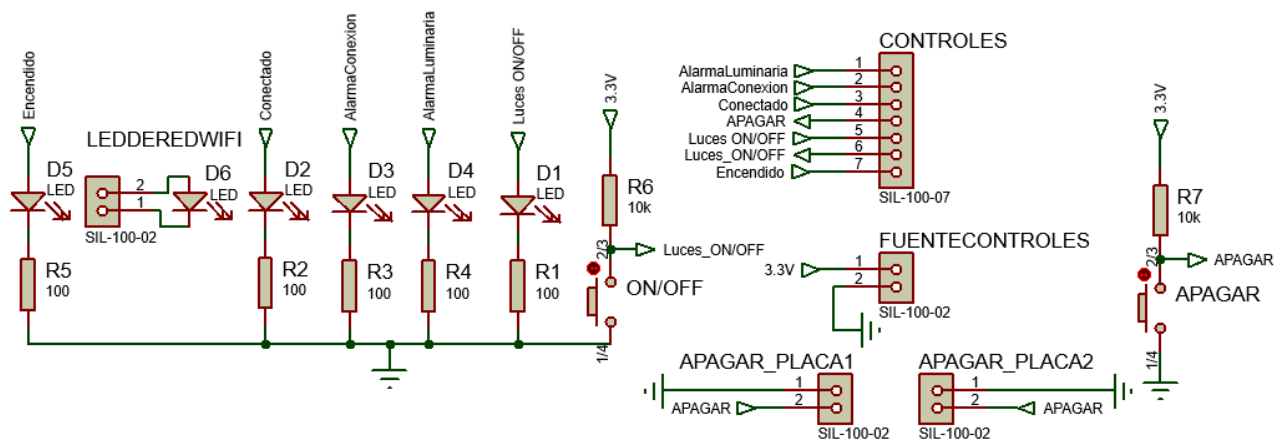 Encendido
LEDDEREDWIFI
D5
LED
2
1
SIL-100-02
D6
LED
R5
100
Conectado
D2
LED
R2
100
AlarmaConexion
D3
LED
R3
100
AlarmaLuminaria
D4
LED
R4
100
Luces ON/OFF
D1
LED
R1
100
3.3V
R6
10k
2/3
Luces_ON/OFF
ON/OFF
1/4
CONTROLES
AlarmaLuminaria 1
AlarmaConexion 2
Conectado 3
APAGAR 4
Luces ON/OFF 5
Luces_ON/OFF 6
Encendido 7
SIL-100-07
FUENTECONTROLES
3.3V 1
2
SIL-100-02
APAGAR_PLACA1
1
APAGAR 2
SIL-100-02
APAGAR_PLACA2
1
2 APAGAR
SIL-100-02
3.3V
R7
10k
2/3
APAGAR
APAGAR
1/4